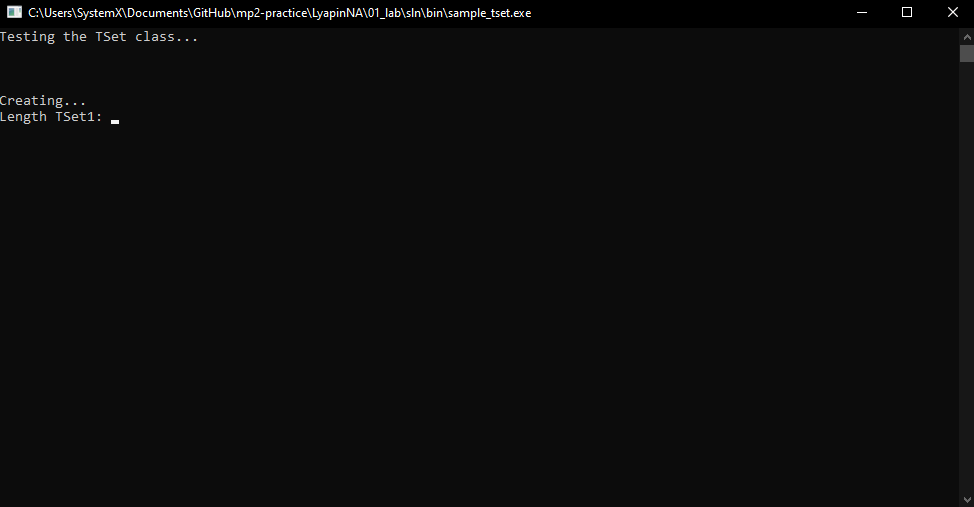 C:\Users\SystemX\Documents\GitHub\mp2-practice\LyapinNA\01_lab\sln\bin\sample_tset.exe
Testing the TSet class...
Creating...
Length TSet1: